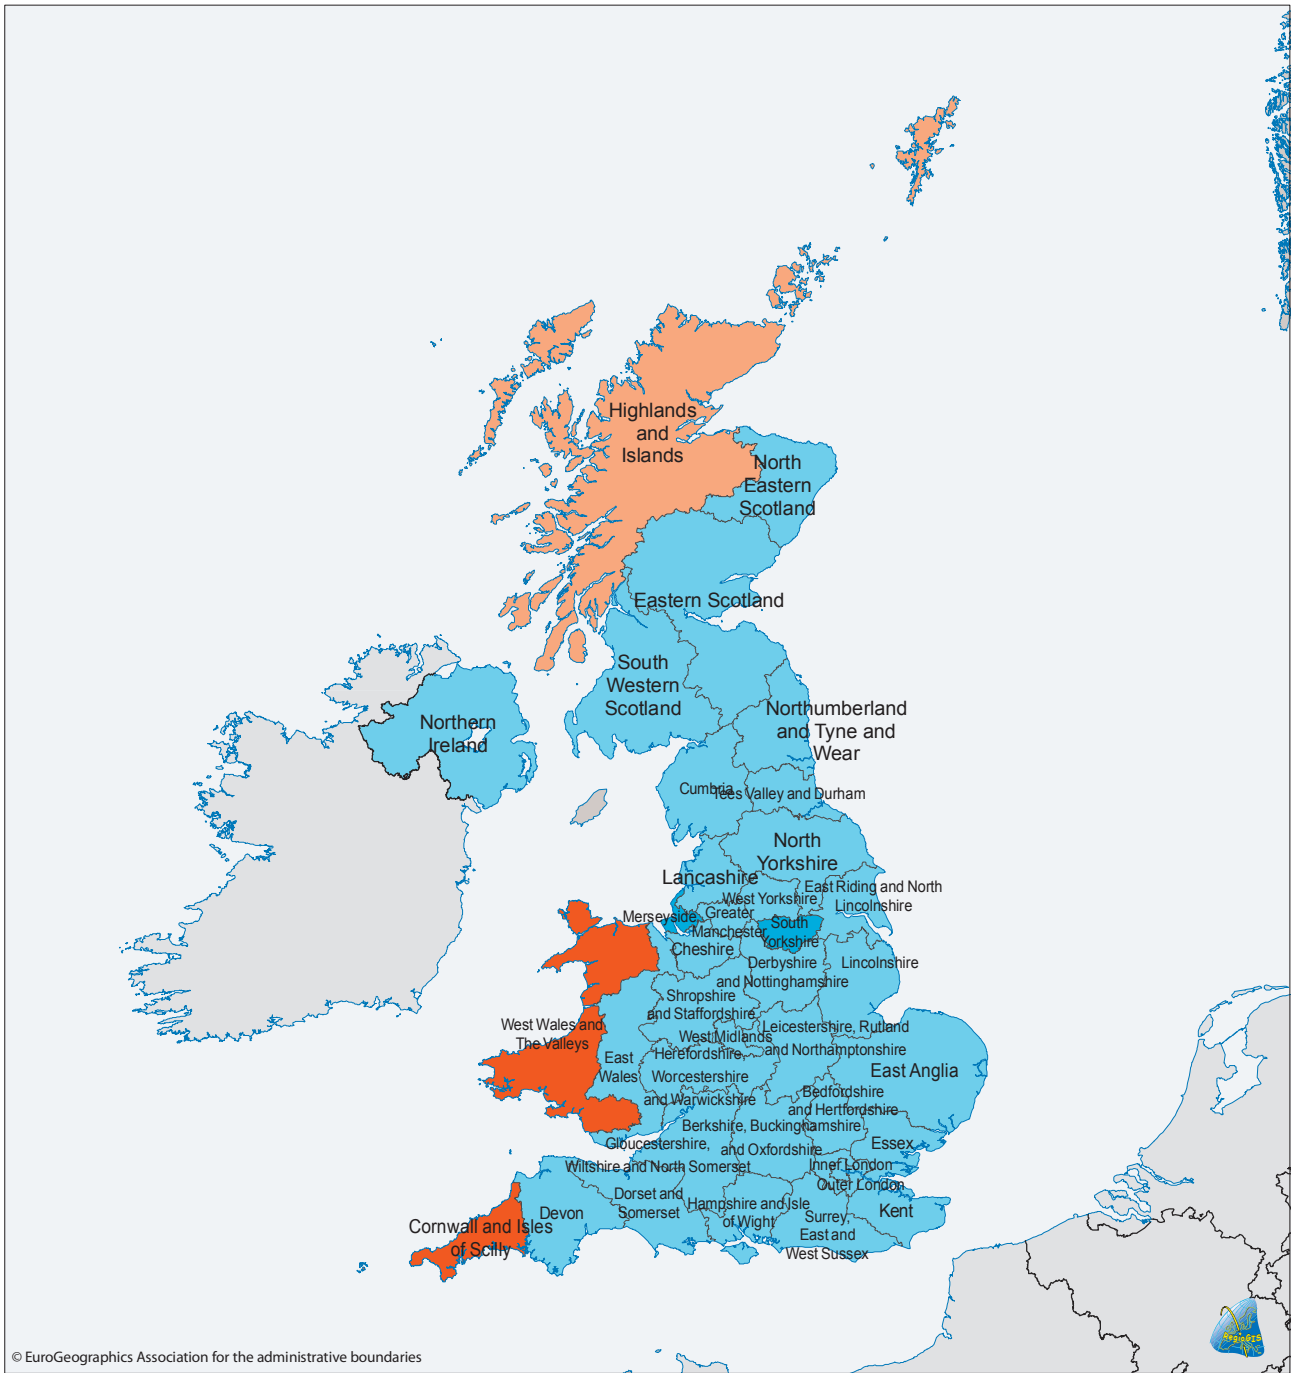 Highlands
and
Islands
North
Eastern
Scotland
Eastern Scotland
South
Western
Scotland
Northern
Ireland
Northumberland
and Tyne and
Wear
Cumbria
Tees Valley and Durham
North
Yorkshire
Lancashire
West Yorkshire
East Riding and North
Lincolnshire
Merseyside
Greater
Manchester
South
Yorkshire
Cheshire
Derbyshire
and Nottinghamshire
Lincolnshire
Shropshire
and Staffordshire
West Wales and
The Valleys
West Midlands
Leicestershire, Rutland
and Northamptonshire
East
Wales
Herefordshire,
Worcestershire
and Warwickshire
East Anglia
Bedfordshire
and Hertfordshire
Berkshire, Buckinghamshire,
and Oxfordshire
Essex
Gloucestershire,
Wiltshire and North Somerset
Inner London
Outer London
Dorset and
Somerset
Hampshire and Isle
of Wight
Kent
Devon
Surrey,
East and
West Sussex
Cornwall and Isles
of Scilly
RegioGIS
© EuroGeographics Association for the administrative boundaries